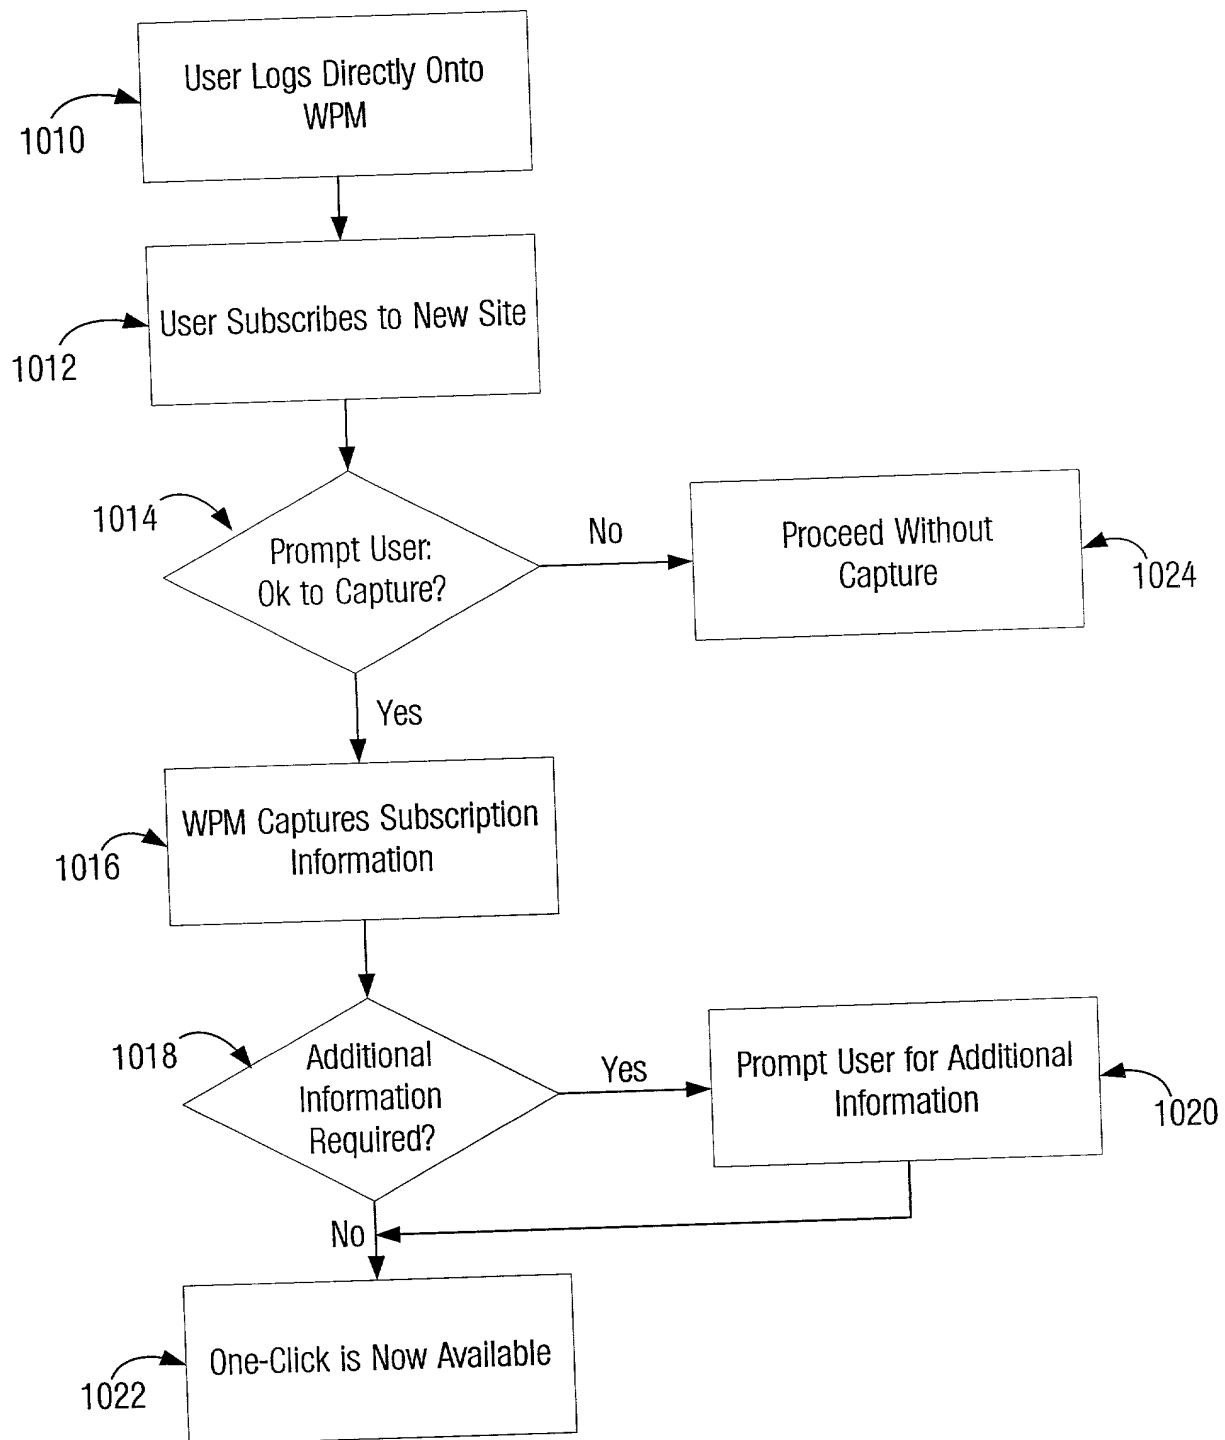 User Logs Directly Onto
WPM
1010
User Subscribes to New Site
1012
1014
Prompt User:
Ok to Capture?
No
Proceed Without
Capture
1024
Yes
WPM Captures Subscription
Information
1016
1018
Additional
Information
Required?
Yes
Prompt User for Additional
Information
1020
No
One-Click is Now Available
1022